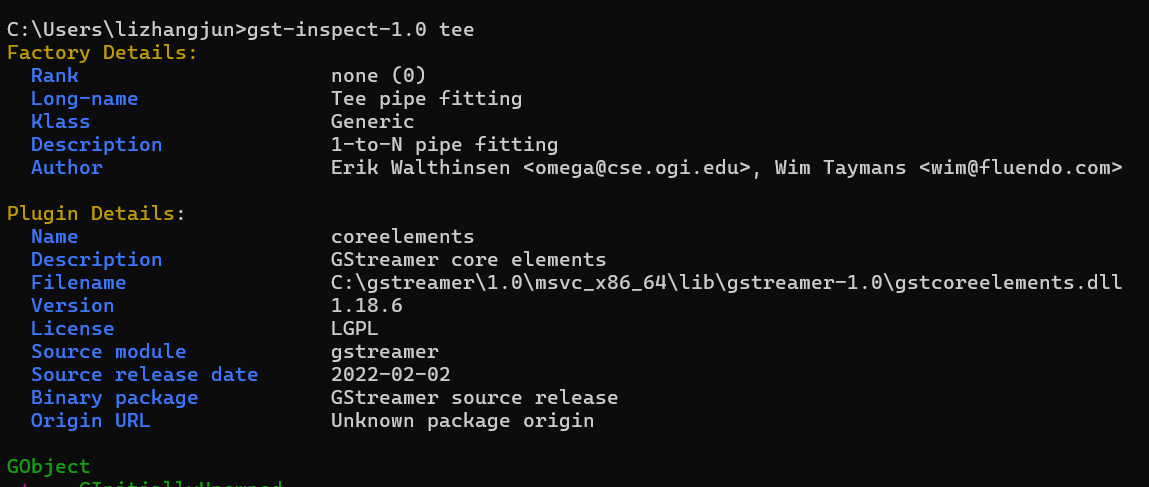 C:\Users\lizhangjun>gst-inspect-1.0 tee
Factory Details:
Rank none (0)
Long-name Tee pipe fitting
Klass Generic
Description 1-to-N pipe fitting
Author Erik Walthinsen <omega@cse.ogi.edu>, Wim Taymans <wim@fluendo.com>
Plugin Details:
Name coreelements
Description GStreamer core elements
Filename C:\gstreamer\1.0\msvc_x86_64\lib\gstreamer-1.0\gstcoreelements.dll
Version 1.18.6
License LGPL
Source module gstreamer
Source release date 2022-02-02
Binary package GStreamer source release
Origin URL Unknown package origin
GObject